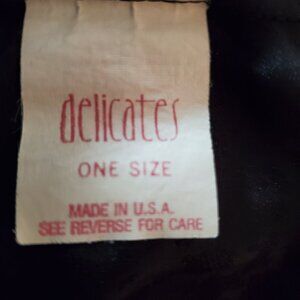 delicates
ONE SIZE
MADE IN U.S.A.
SEE REVERSE FOR CARE